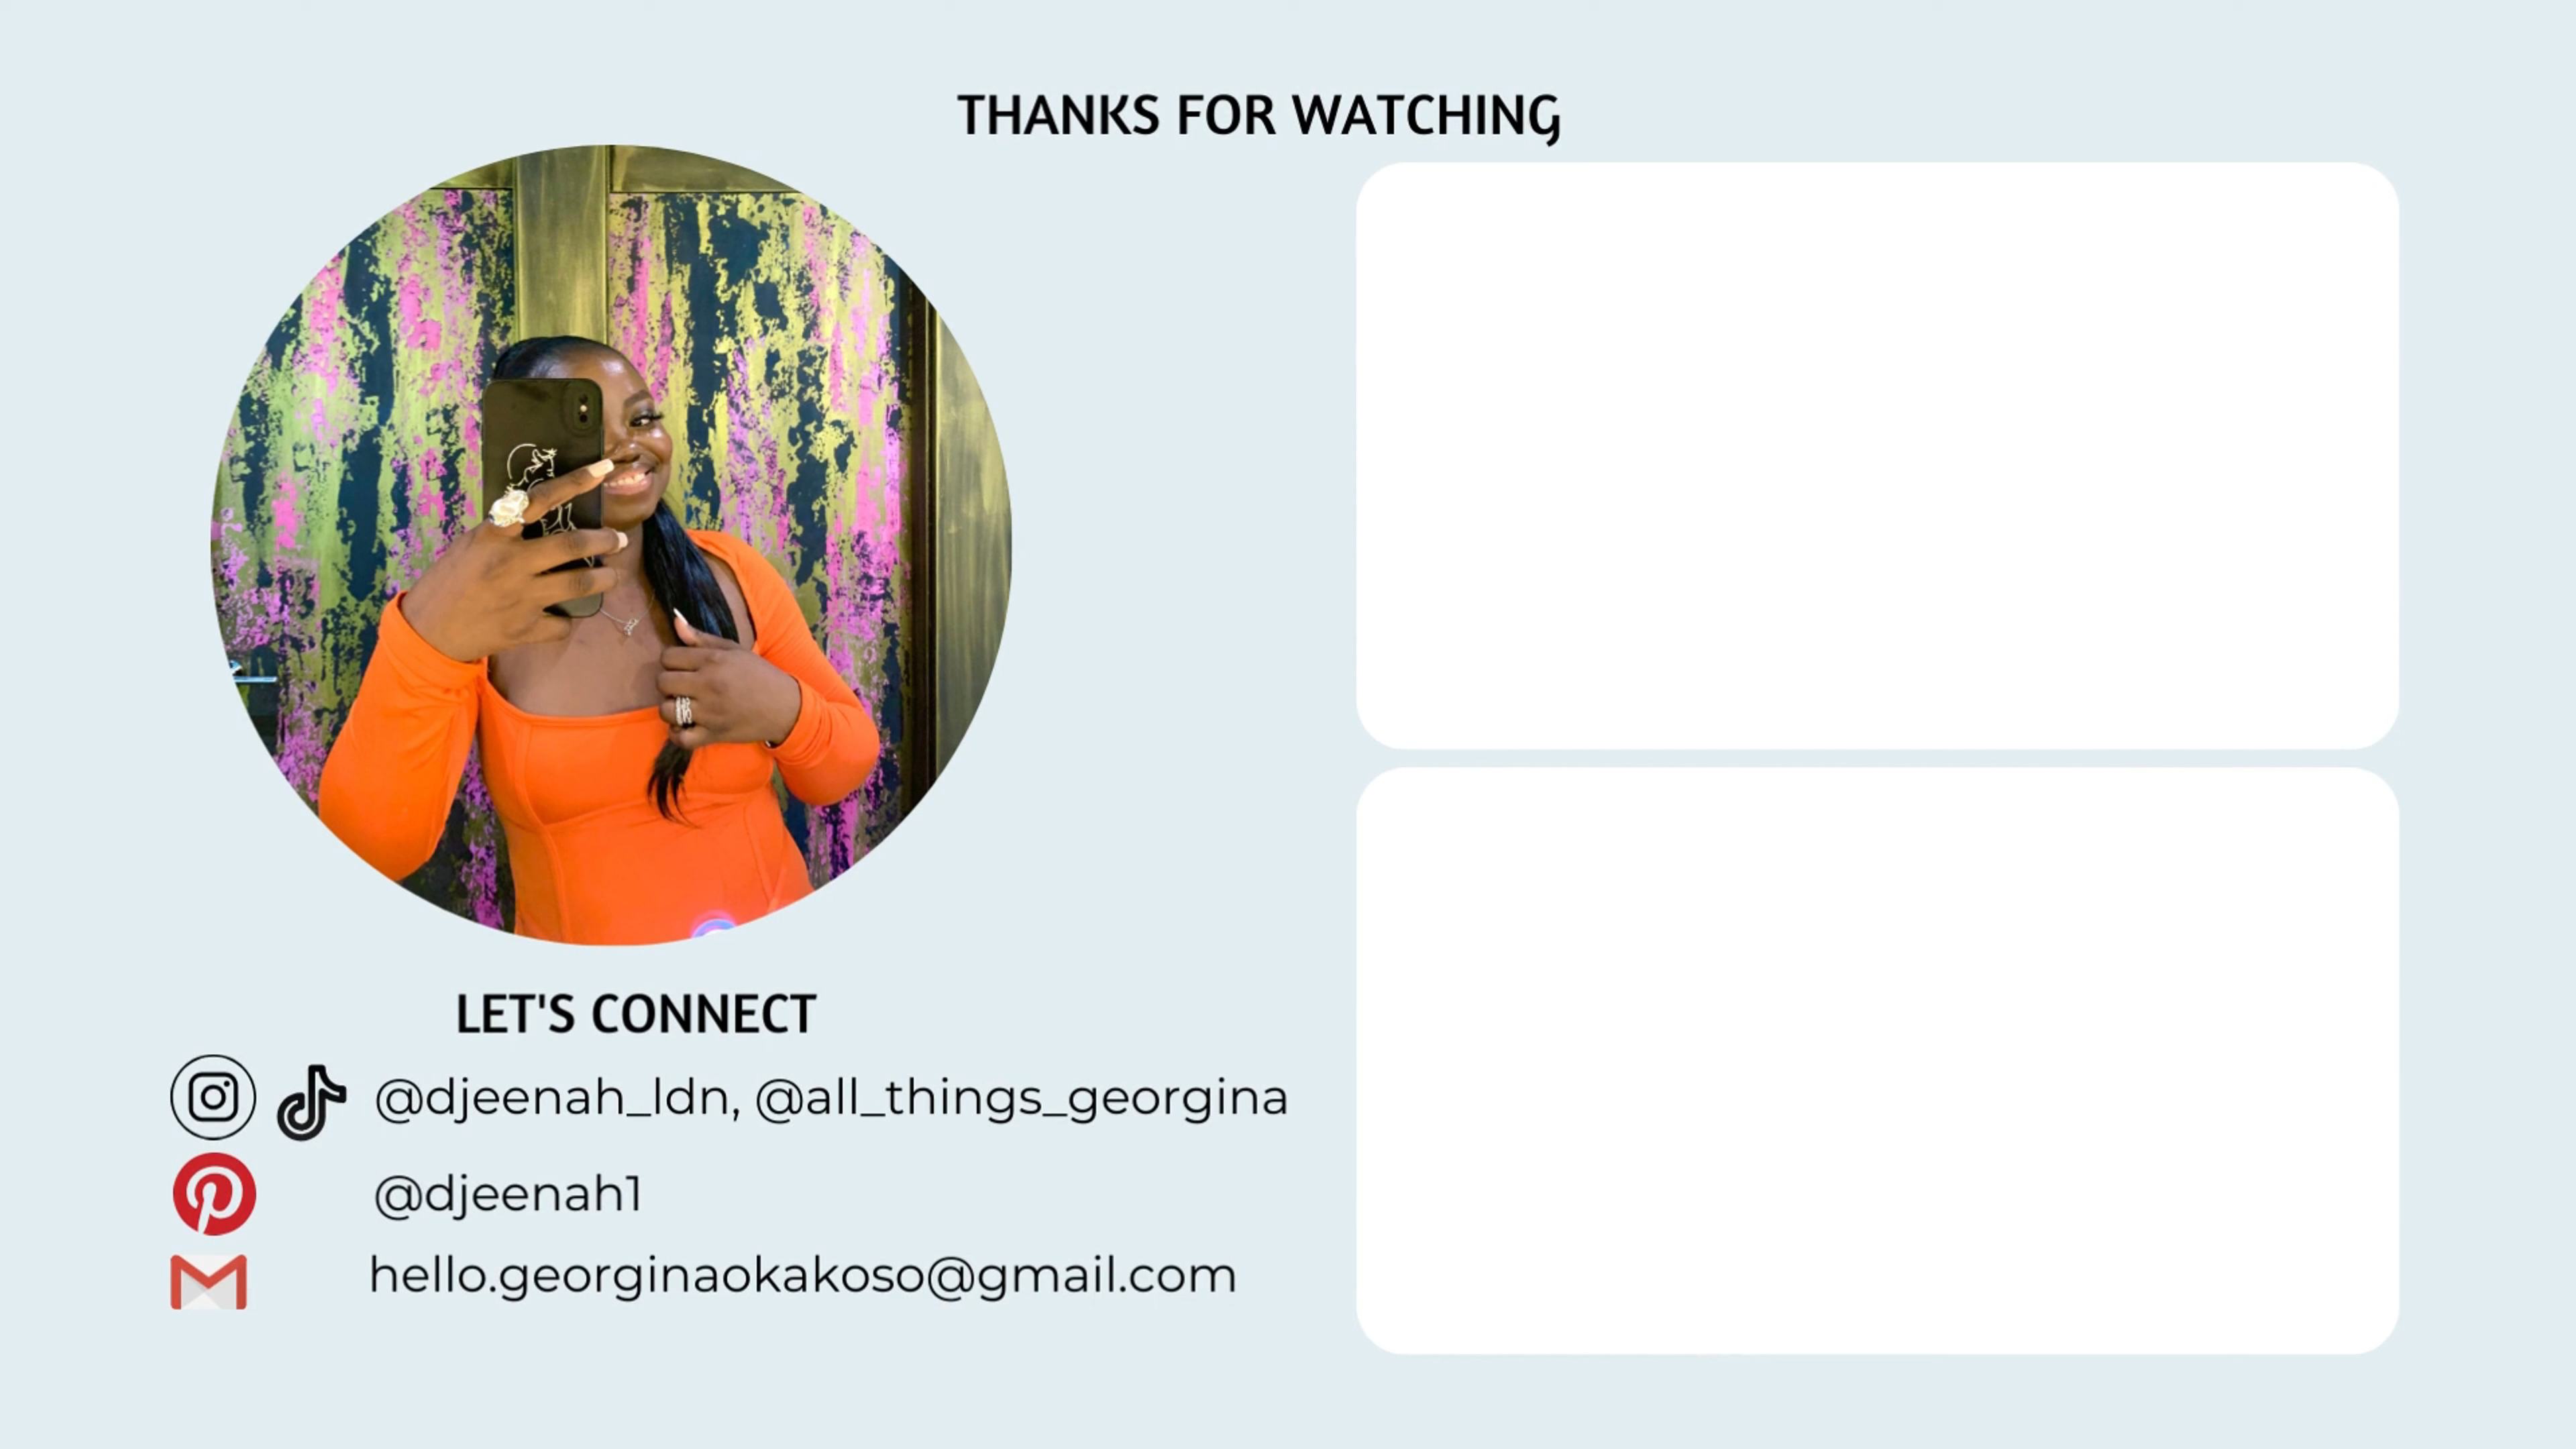 THANKS FOR WATCHING
LET'S CONNECT
@djeenah_ldn, @all_things_georgina
@djeenah1
hello.georginaokakoso@gmail.com